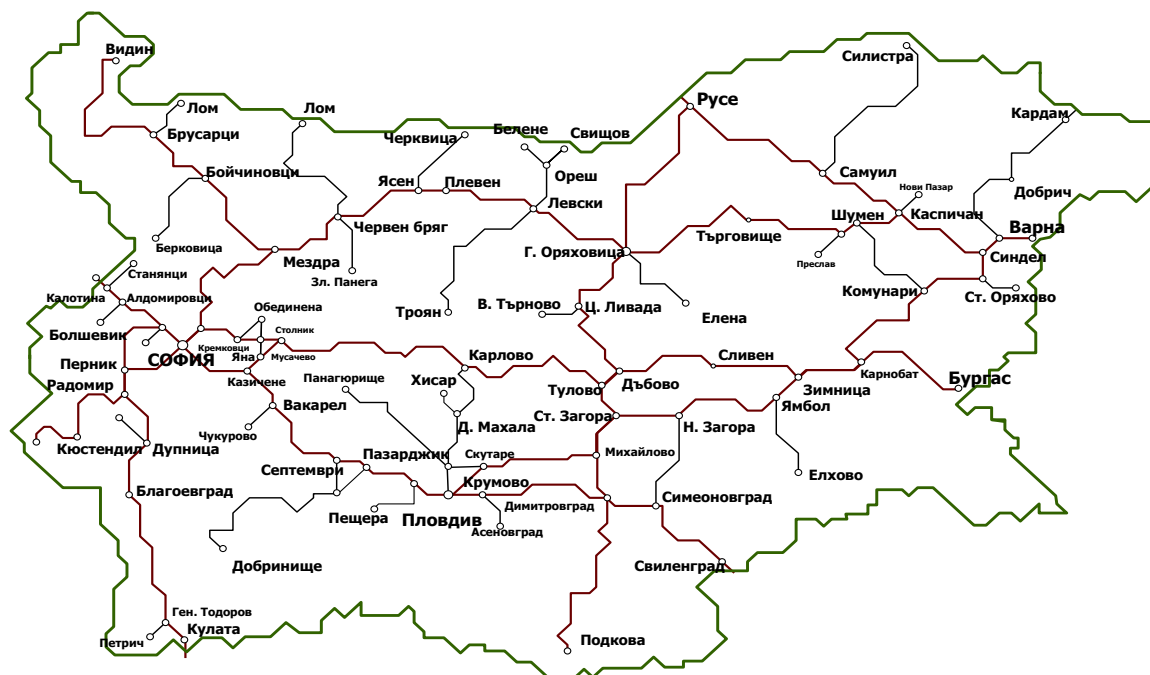 Видин
Силистра
Лом
Лом
Русе
Кардам
Брусарци
Черквица
Белене
Свищов
Бойчиновци
Ясен
Плевен
Ореш
Самуил
Нови Пазар
Добрич
Левски
Шумен
Каспичан
Варна
Червен бряг
Търговище
Берковица
Мездра
Г. Оряховица
Преслав
Синдел
Станянци
Зл. Панега
Комунари
Ст. Оряхово
Калотина
Алдомировци
Обединена
Троян
В. Търново
Ц. Ливада
Елена
Болшевик
Столник
Кремковци
СОФИЯ
Яна
Мусачево
Карлово
Сливен
Перник
Казичене
Дъбово
Карнобат
Бургас
Радомир
Панагюрище
Хисар
Тулово
Зимница
Вакарел
Ст. Загора
Н. Загора
Ямбол
Чукурово
Д. Махала
Кюстендил
Дупница
Пазарджик
Скутаре
Михайлово
Септември
Елхово
Крумово
Благоевград
Димитровград
Симеоновград
Пещера
Пловдив
Асеновград
Добринище
Свиленград
Ген. Тодоров
Кулата
Петрич
Подкова